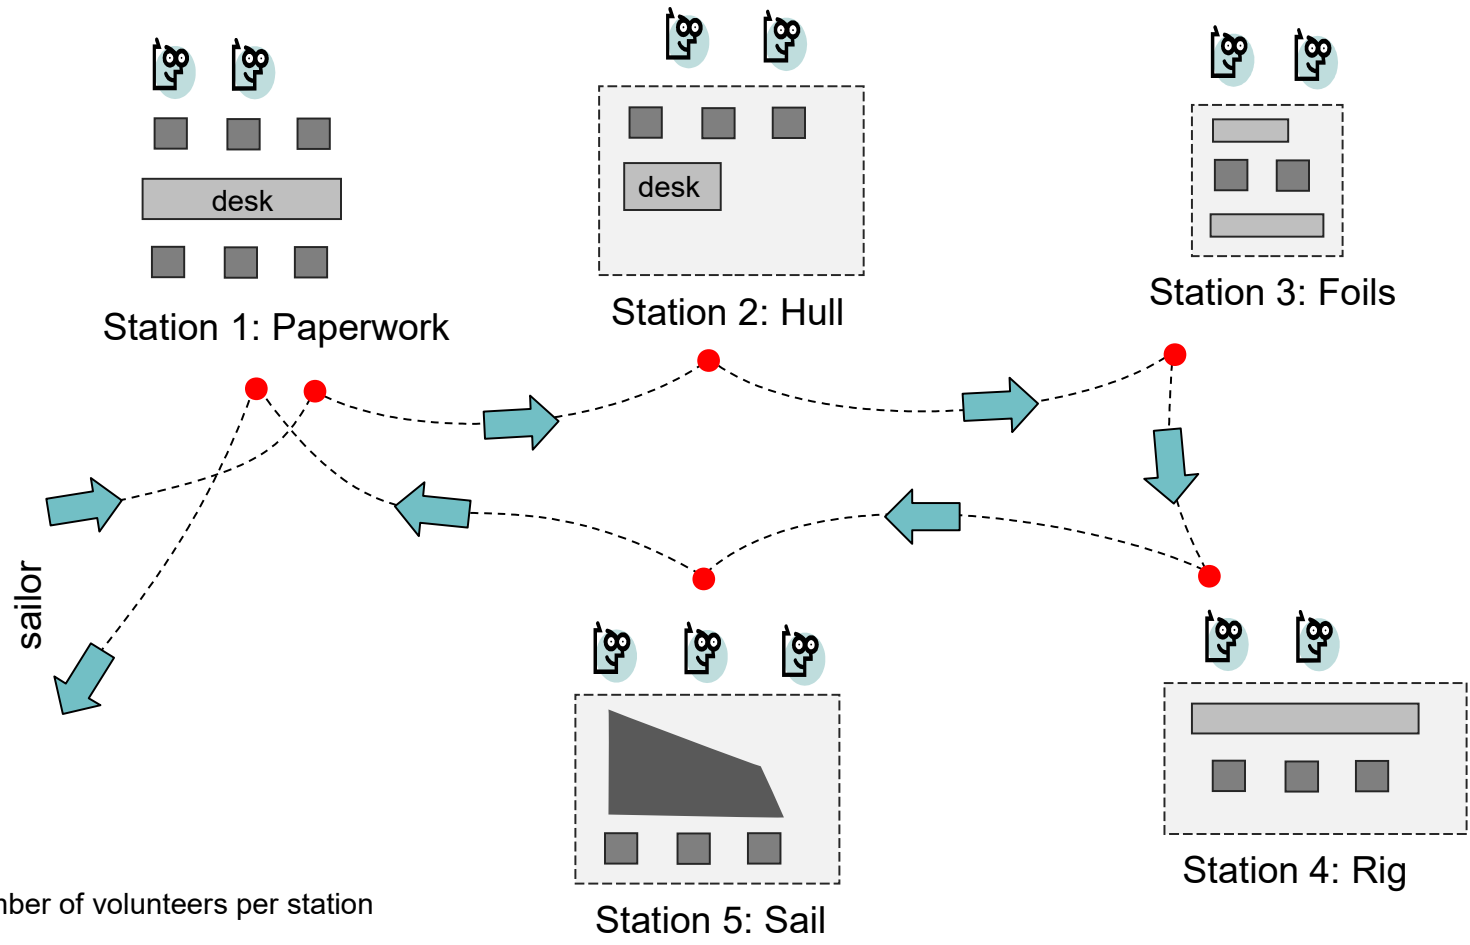 desk
Station 1: Paperwork
desk
Station 2: Hull
Station 3: Foils
sailor
Station 4: Rig
Station 5: Sail
of volunteers per station